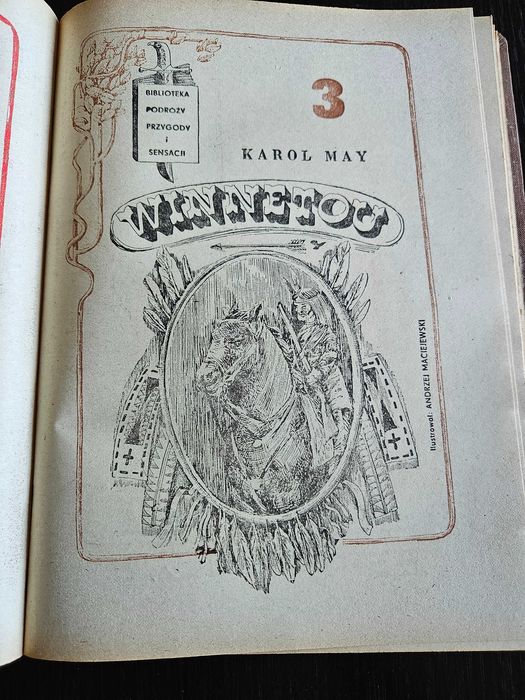 BIBLIOTEKA
PODRÓŻY
PRZYGODY
i
SENSACJI
3
KAROL MAY
WINNETOU
Ilustrował: ANDRZEJ MACIEJEWSKI